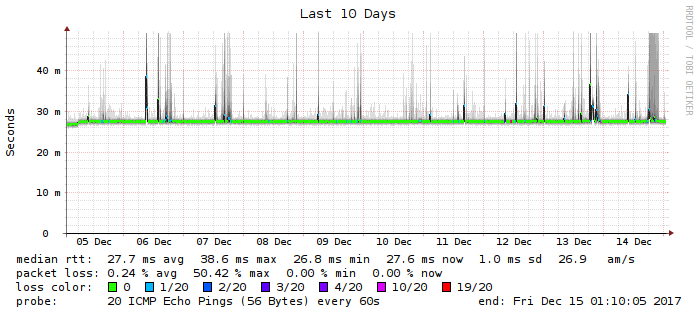 Last 10 Days
RRDTOOL / TOBI OETIKER
Seconds
40 m
30 m
20 m
10 m
0
05 Dec 06 Dec 07 Dec 08 Dec 09 Dec 10 Dec 11 Dec 12 Dec 13 Dec 14 Dec
median rtt: 27.7 ms avg 38.6 ms max 26.8 ms min 27.6 ms now 1.0 ms sd 26.9 am/s
packet loss: 0.24 % avg 50.42 % max 0.00 % min 0.00 % now
loss color: 0 1/20 2/20 3/20 4/20 10/20 19/20
probe: 20 ICMP Echo Pings (56 Bytes) every 60s end: Fri Dec 15 01:10:05 2017